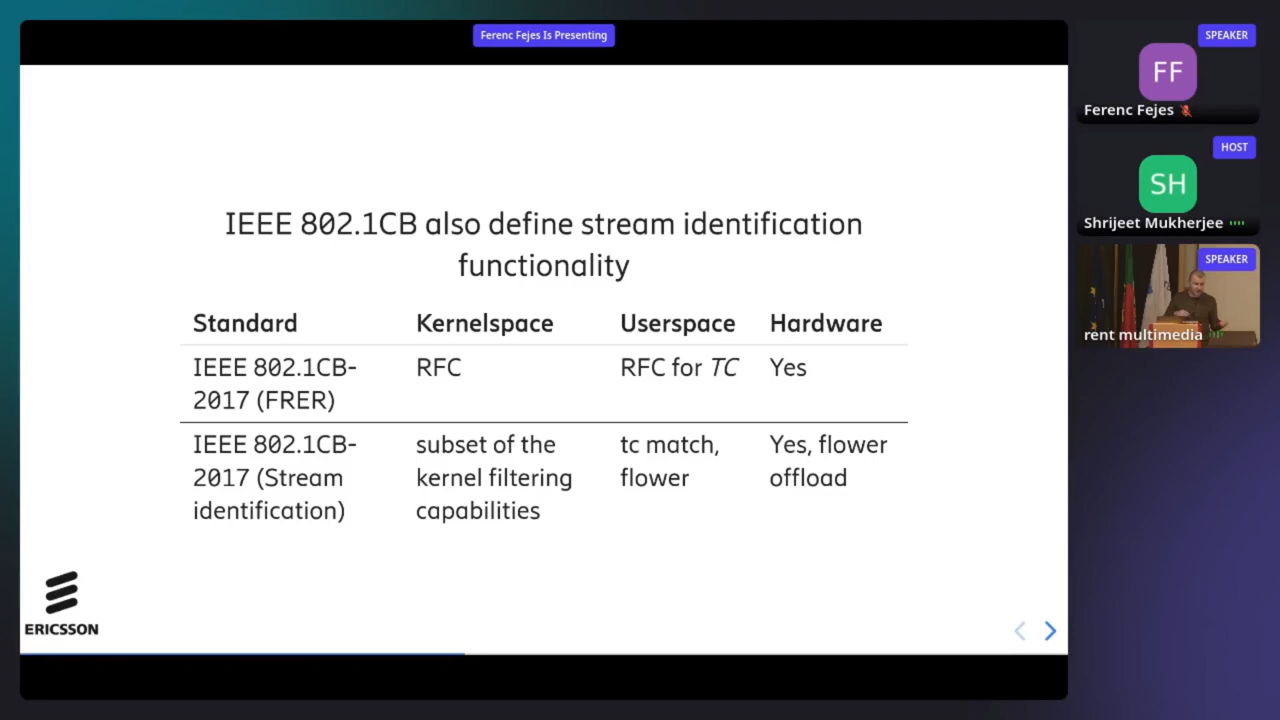 Ferenc Fejes Is Presenting
IEEE 802.1CB also define stream identification
functionality
Standard Kernelspace Userspace Hardware
IEEE 802.1CB- RFC RFC for TC Yes
2017 (FRER)
IEEE 802.1CB- subset of the tc match, Yes, flower
2017 (Stream kernel filtering flower offload
identification) capabilities
ERICSSON
SPEAKER
FF
Ferenc Fejes
HOST
SH
Shrijeet Mukherjee
SPEAKER
rent multimedia